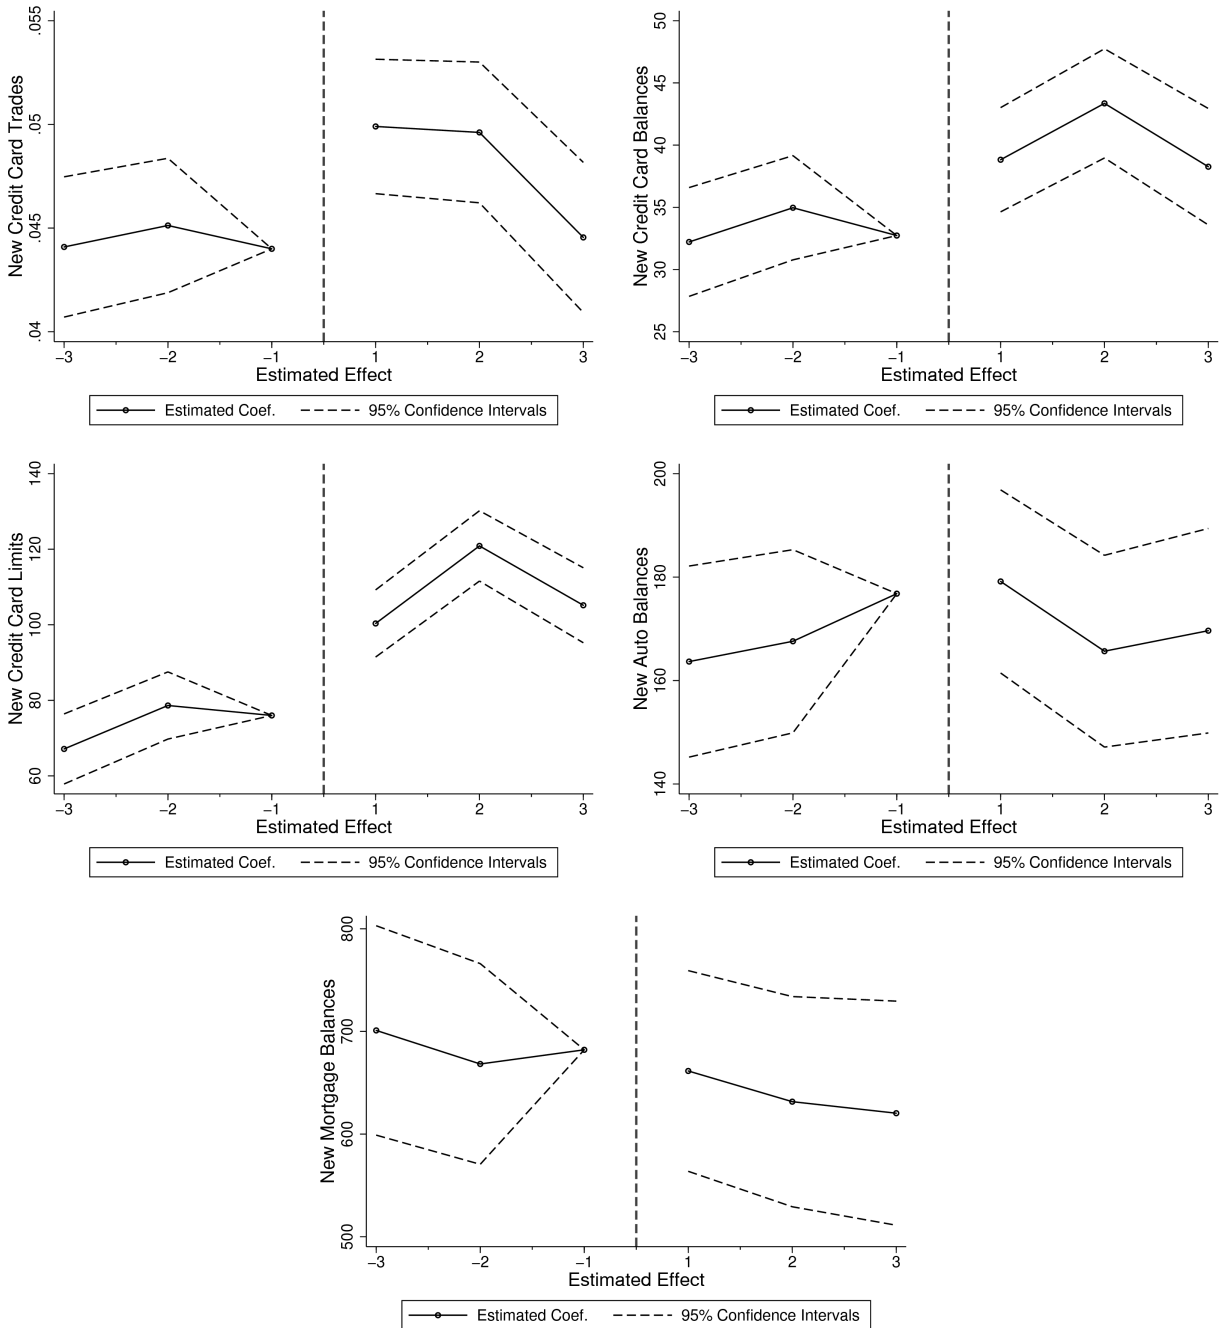 New Credit Card Trades
.055
.05
.045
.04
−3 −2 −1 1 2 3
Estimated Effect
Estimated Coef. 95% Confidence Intervals
New Credit Card Balances
50
45
40
35
30
25
−3 −2 −1 1 2 3
Estimated Effect
Estimated Coef. 95% Confidence Intervals
New Credit Card Limits
140
120
100
80
60
−3 −2 −1 1 2 3
Estimated Effect
Estimated Coef. 95% Confidence Intervals
New Auto Balances
200
180
160
140
−3 −2 −1 1 2 3
Estimated Effect
Estimated Coef. 95% Confidence Intervals
New Mortgage Balances
800
700
600
500
−3 −2 −1 1 2 3
Estimated Effect
Estimated Coef. 95% Confidence Intervals